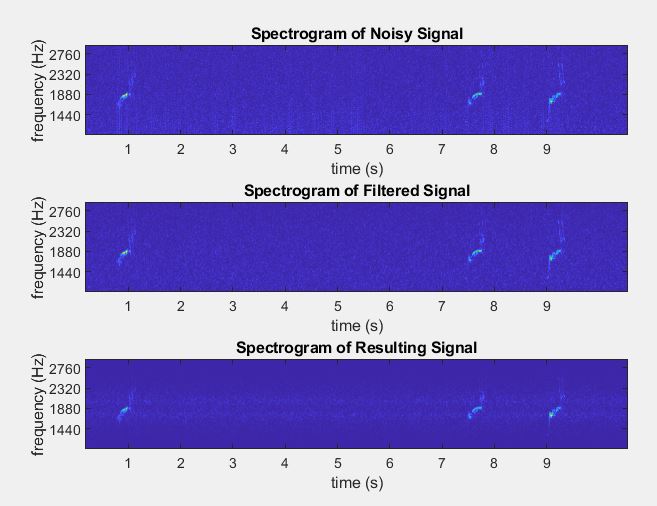 Spectrogram of Noisy Signal
frequency (Hz)
2760
2320
1880
1440
1 2 3 4 5 6 7 8 9
time (s)
Spectrogram of Filtered Signal
frequency (Hz)
2760
2320
1880
1440
1 2 3 4 5 6 7 8 9
time (s)
Spectrogram of Resulting Signal
frequency (Hz)
2760
2320
1880
1440
1 2 3 4 5 6 7 8 9
time (s)